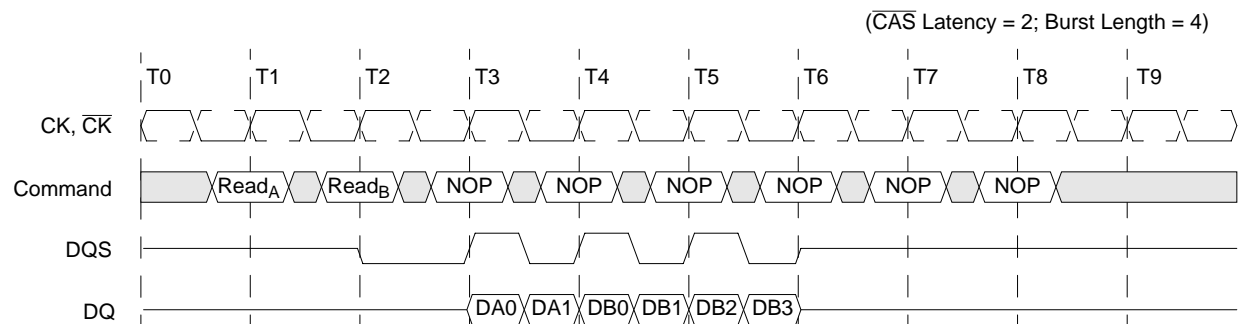 (CAS Latency = 2; Burst Length = 4)
T0 T1 T2 T3 T4 T5 T6 T7 T8 T9
CK, CK
Command ReadA ReadB NOP NOP NOP NOP NOP NOP
DQS
DQ DA0 DA1 DB0 DB1 DB2 DB3